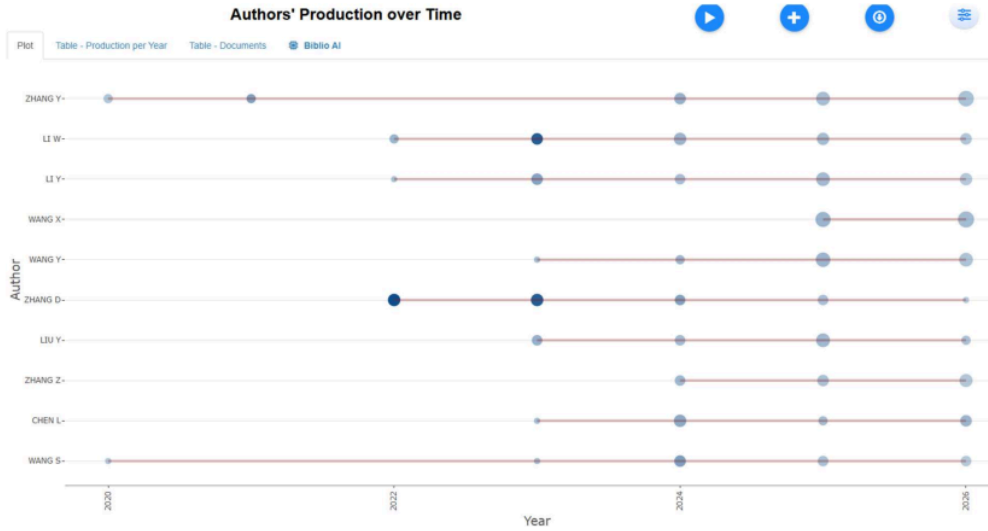 Authors' Production over Time
Plot
Table - Production per Year
Table - Documents
Biblio AI
ZHANG Y
LI W
LI Y
WANG X
WANG Y
ZHANG D
LIU Y
ZHANG Z
CHEN L
WANG S
Author
2020
2022
2024
2026
Year